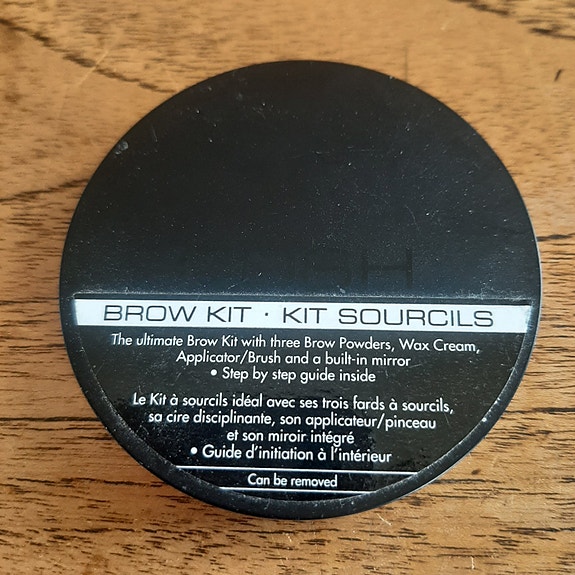 BROW KIT · KIT SOURCILS
The ultimate Brow Kit with three Brow Powders, Wax Cream,
Applicator/Brush and a built-in mirror
• Step by step guide inside
Le Kit à sourcils idéal avec ses trois fards à sourcils,
sa cire disciplinante, son applicateur/pinceau
et son miroir intégré
• Guide d'initiation à l'intérieur
Can be removed